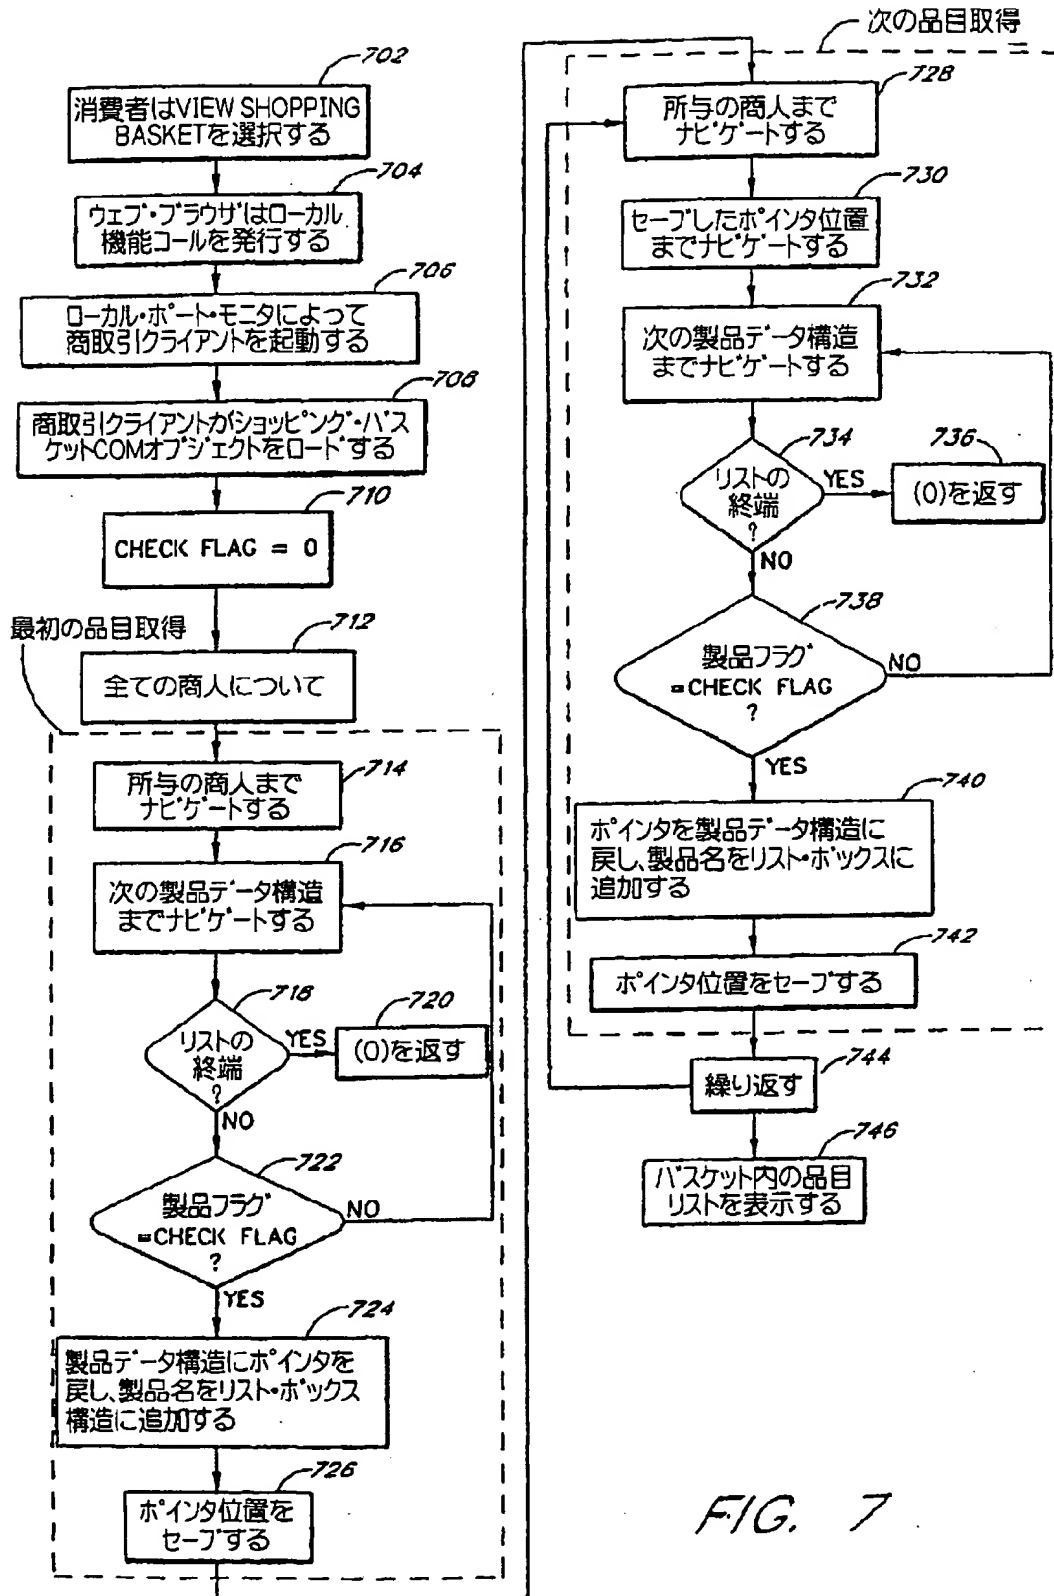 702
消費者はVIEW SHOPPING
BASKETを選択する
704
ウェブ・ブラウザはローカル
機能コールを発行する
706
ローカル・ポート・モニタによって
商取引クライアントを起動する
708
商取引クライアントがショッピング・バス
ケットCOMオブジェクトをロードする
710
CHECK FLAG = 0
最初の品目取得
712
全ての商人について
714
所与の商人まで
ナビゲートする
716
次の製品データ構造
までナビゲートする
718
リストの
終端
?
YES
720
(0)を返す
NO
722
製品フラグ
=CHECK FLAG
?
NO
YES
724
製品データ構造にポインタを
戻し、製品名をリスト・ボックス
構造に追加する
726
ポインタ位置を
セーブする
次の品目取得
728
所与の商人まで
ナビゲートする
730
セーブしたポインタ位置
までナビゲートする
732
次の製品データ構造
までナビゲートする
734
リストの
終端
?
YES
736
(0)を返す
NO
738
製品フラグ
=CHECK FLAG
?
NO
YES
740
ポインタを製品データ構造に
戻し、製品名をリスト・ボックスに
追加する
742
ポインタ位置をセーブする
744
繰り返す
746
バスケット内の品目
リストを表示する
FIG. 7